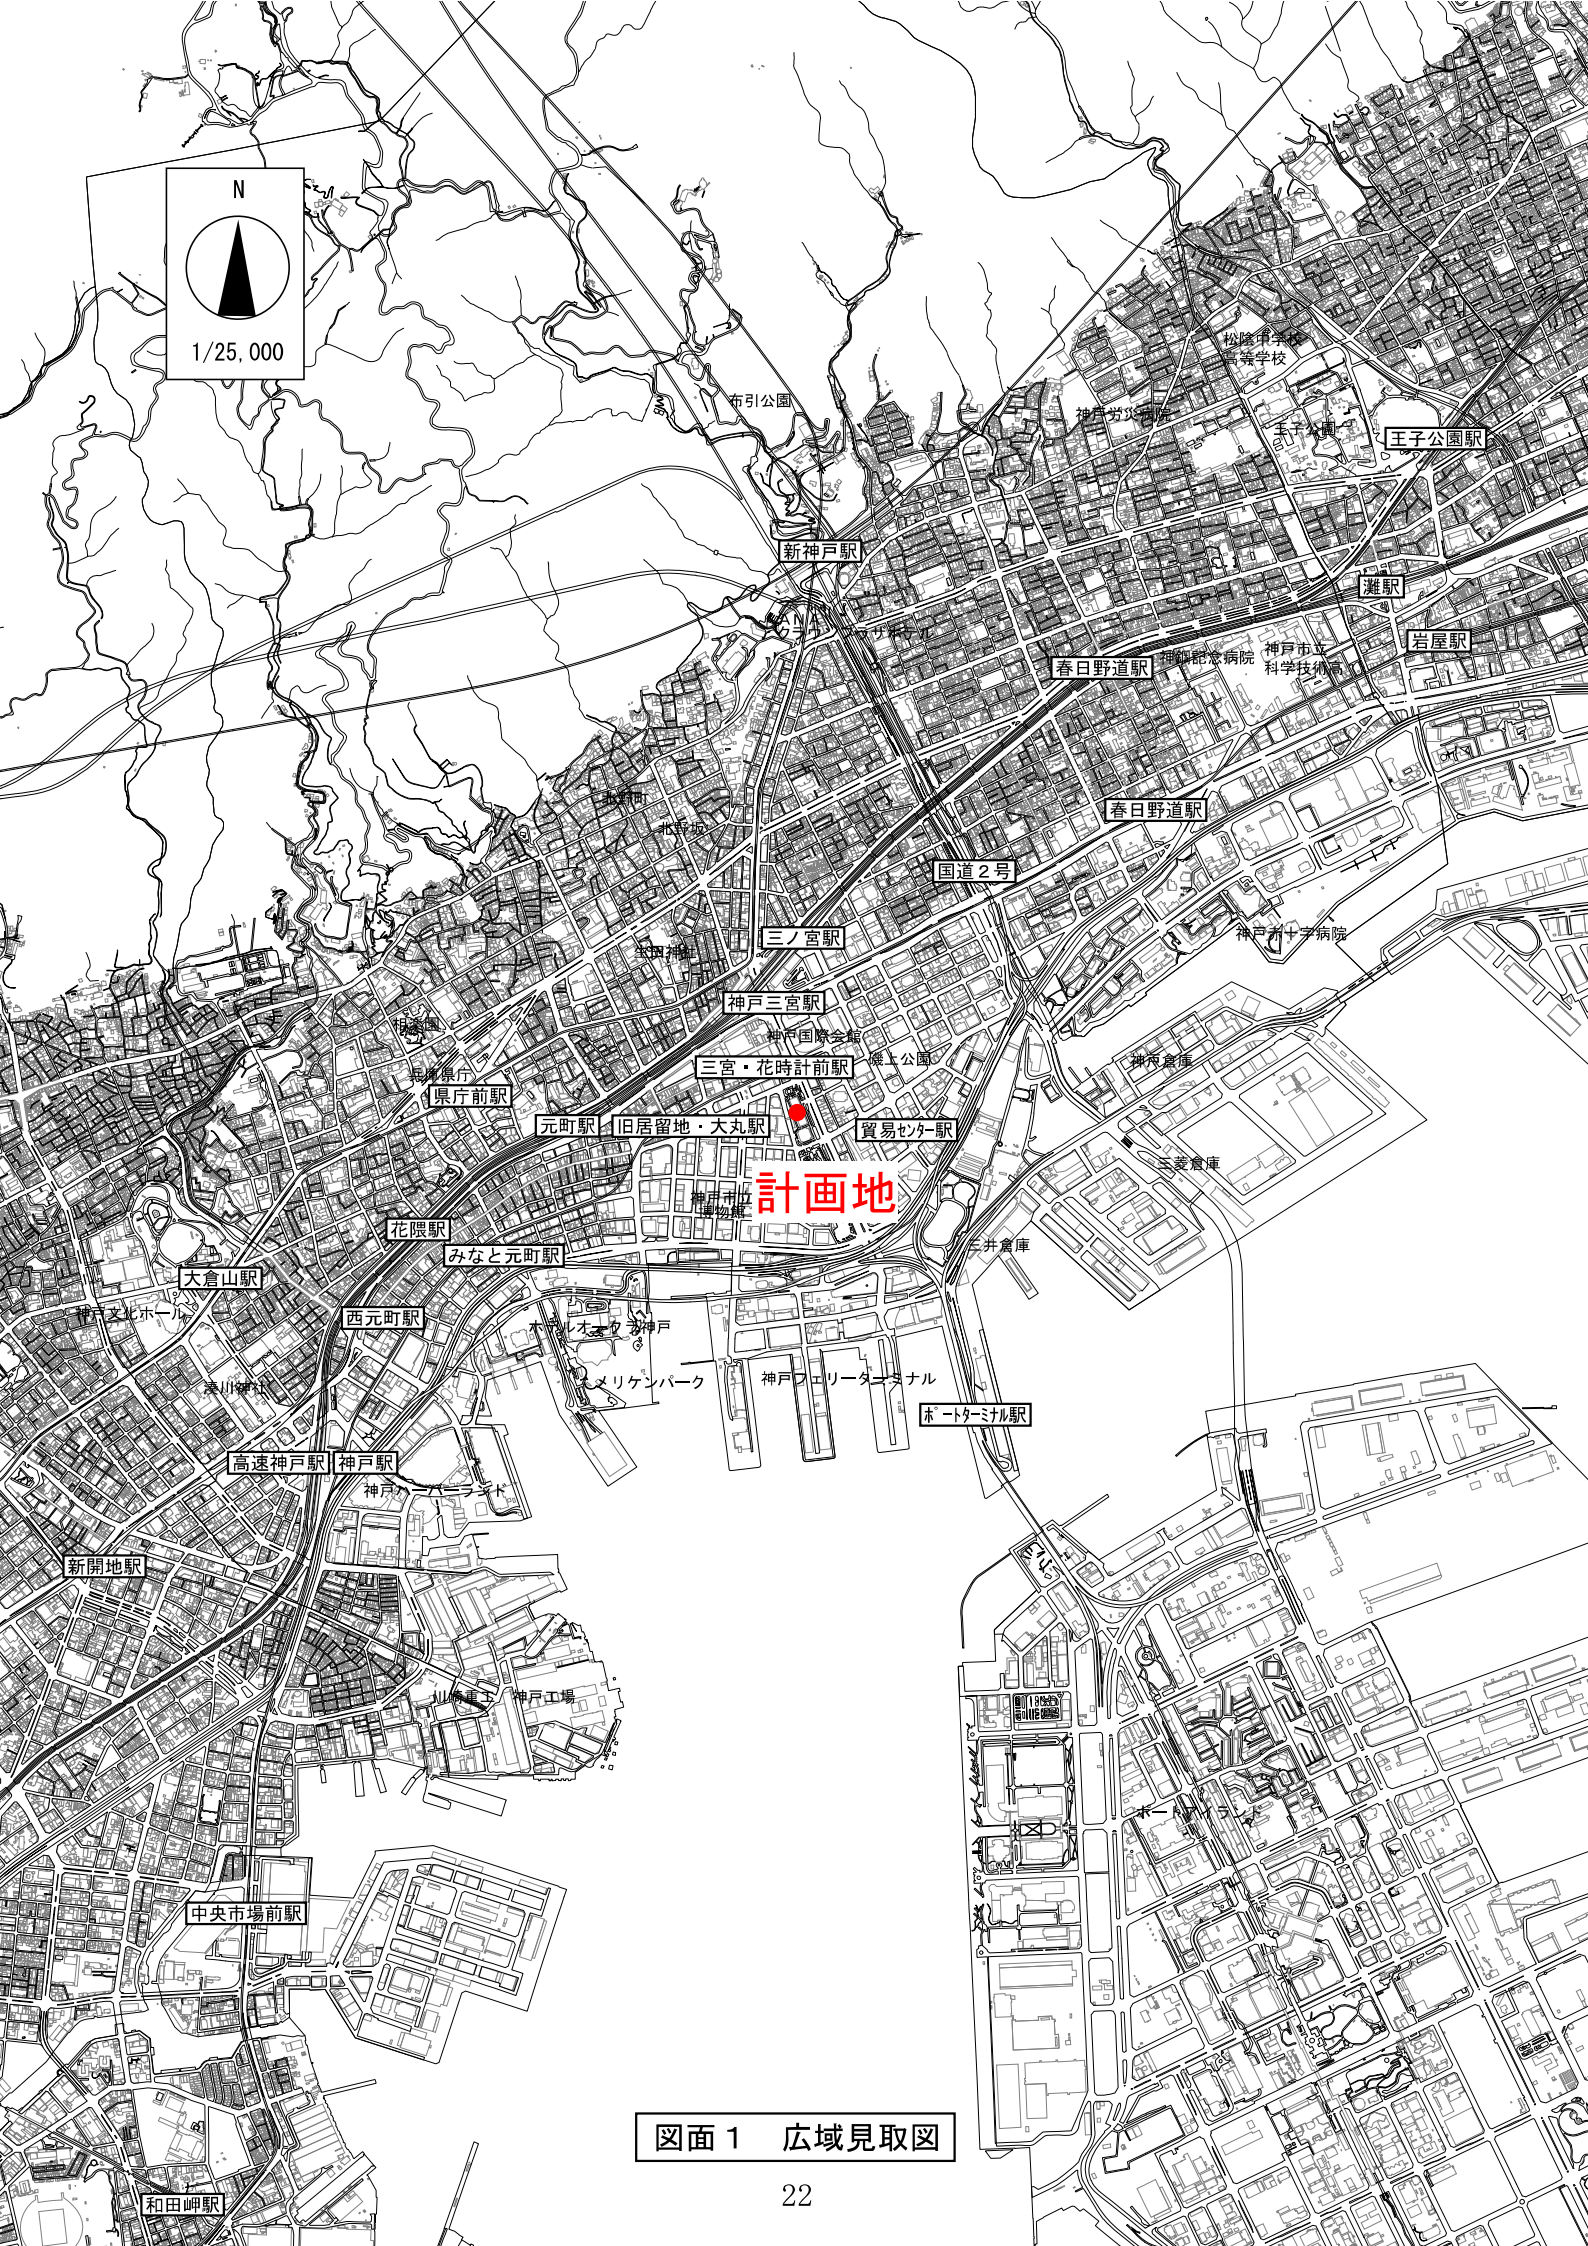 N
1/25,000
松陰中学校
高等学校
布引公園
神戸労災病院
王子公園
王子公園駅
新神戸駅
灘駅
ANA
クラウンプラザホテル
岩屋駅
神鋼記念病院
神戸市立
科学技術高
春日野道駅
北野町
春日野道駅
北野坂
国道2号
三ノ宮駅
神戸赤十字病院
生田神社
神戸三宮駅
相楽園
神戸国際会館
磯上公園
神戸倉庫
三宮・花時計前駅
兵庫県庁
県庁前駅
元町駅
旧居留地・大丸駅
貿易センター駅
三菱倉庫
計画地
神戸市立
博物館
花隈駅
三井倉庫
みなと元町駅
大倉山駅
神戸文化ホール
西元町駅
ホテルオークラ神戸
メリケンパーク
神戸フェリーターミナル
湊川神社
ポートターミナル駅
高速神戸駅
神戸駅
神戸ハーバーランド
新開地駅
川崎重工 神戸工場
ポートアイランド
中央市場前駅
和田岬駅
図面1 広域見取図
22